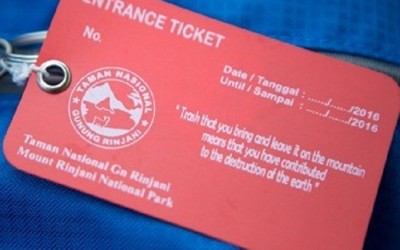 ENTRANCE TICKET
No.
Date / Tanggal : ....../....../2016
Until / Sampai : ....../....../2016
TAMAN NASIONAL
GUNUNG RINJANI
"Trash that you bring and leave it on the mountain
means that you have contributed
to the destruction of the earth"
Taman Nasional Gn Rinjani
Mount Rinjani National Park